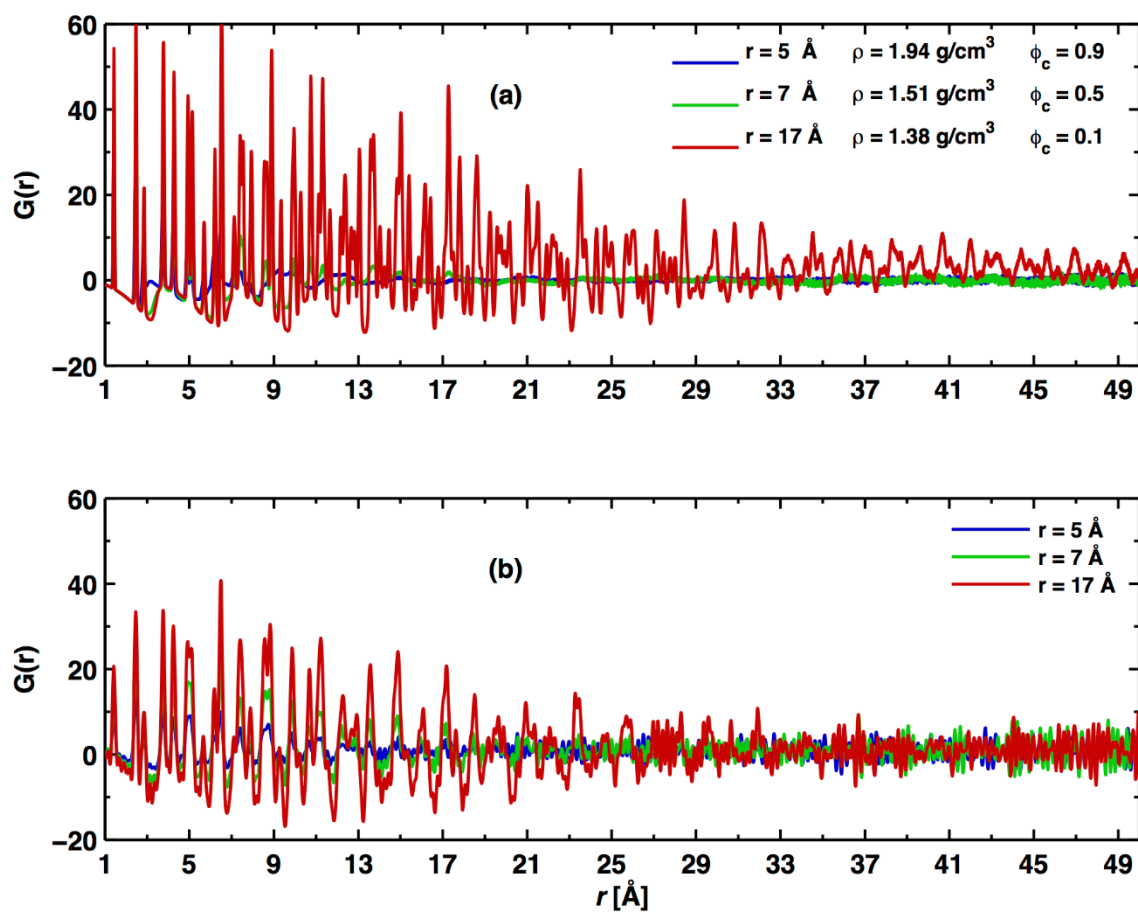 60
40
20
0
−20
G(r)
(a)
r = 5 Å ρ = 1.94 g/cm³ ϕ_c = 0.9
r = 7 Å ρ = 1.51 g/cm³ ϕ_c = 0.5
r = 17 Å ρ = 1.38 g/cm³ ϕ_c = 0.1
1 5 9 13 17 21 25 29 33 37 41 45 49
60
40
20
0
−20
G(r)
(b)
r = 5 Å
r = 7 Å
r = 17 Å
1 5 9 13 17 21 25 29 33 37 41 45 49
r [Å]